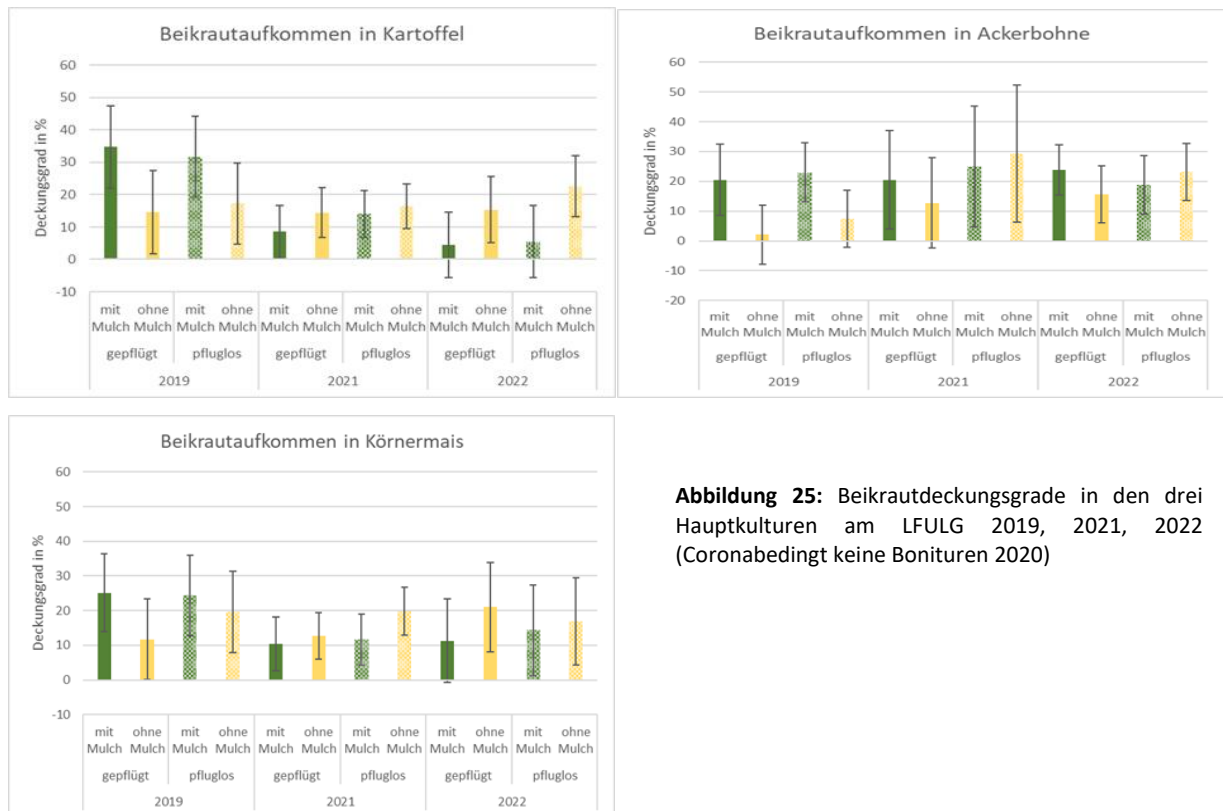 Beikrautaufkommen in Kartoffel
Deckungsgrad in %
60
50
40
30
20
10
0
-10
mit Mulch ohne Mulch mit Mulch ohne Mulch mit Mulch ohne Mulch mit Mulch ohne Mulch mit Mulch ohne Mulch mit Mulch ohne Mulch
gepflügt pfluglos gepflügt pfluglos gepflügt pfluglos
2019 2021 2022
Beikrautaufkommen in Ackerbohne
Deckungsgrad in %
60
50
40
30
20
10
0
-10
-20
mit Mulch ohne Mulch mit Mulch ohne Mulch mit Mulch ohne Mulch mit Mulch ohne Mulch mit Mulch ohne Mulch mit Mulch ohne Mulch
gepflügt pfluglos gepflügt pfluglos gepflügt pfluglos
2019 2021 2022
Beikrautaufkommen in Körnermais
Deckungsgrad in %
60
50
40
30
20
10
0
-10
mit Mulch ohne Mulch mit Mulch ohne Mulch mit Mulch ohne Mulch mit Mulch ohne Mulch mit Mulch ohne Mulch mit Mulch ohne Mulch
gepflügt pfluglos gepflügt pfluglos gepflügt pfluglos
2019 2021 2022
Abbildung 25: Beikrautdeckungsgrade in den drei
Hauptkulturen am LFULG 2019, 2021, 2022
(Coronabedingt keine Bonituren 2020)